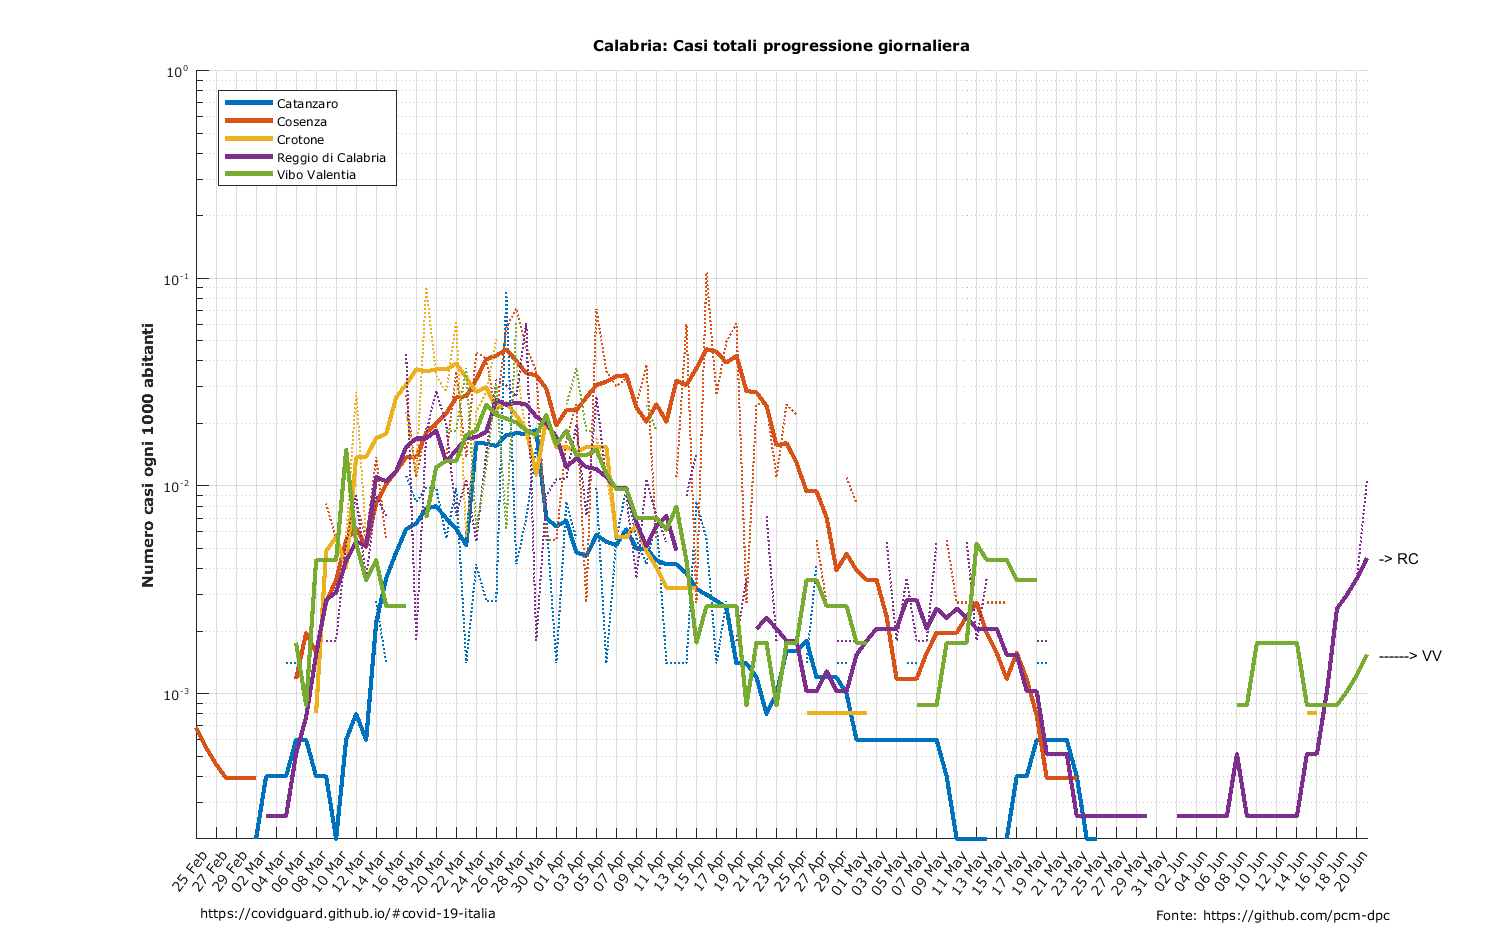 Calabria: Casi totali progressione giornaliera
10⁰
10⁻¹
10⁻²
10⁻³
Numero casi ogni 1000 abitanti
Catanzaro
Cosenza
Crotone
Reggio di Calabria
Vibo Valentia
-> RC
------> VV
25 Feb
27 Feb
29 Feb
02 Mar
04 Mar
06 Mar
08 Mar
10 Mar
12 Mar
14 Mar
16 Mar
18 Mar
20 Mar
22 Mar
24 Mar
26 Mar
28 Mar
30 Mar
01 Apr
03 Apr
05 Apr
07 Apr
09 Apr
11 Apr
13 Apr
15 Apr
17 Apr
19 Apr
21 Apr
23 Apr
25 Apr
27 Apr
29 Apr
01 May
03 May
05 May
07 May
09 May
11 May
13 May
15 May
17 May
19 May
21 May
23 May
25 May
27 May
29 May
31 May
02 Jun
04 Jun
06 Jun
08 Jun
10 Jun
12 Jun
14 Jun
16 Jun
18 Jun
20 Jun
https://covidguard.github.io/#covid-19-italia
Fonte: https://github.com/pcm-dpc